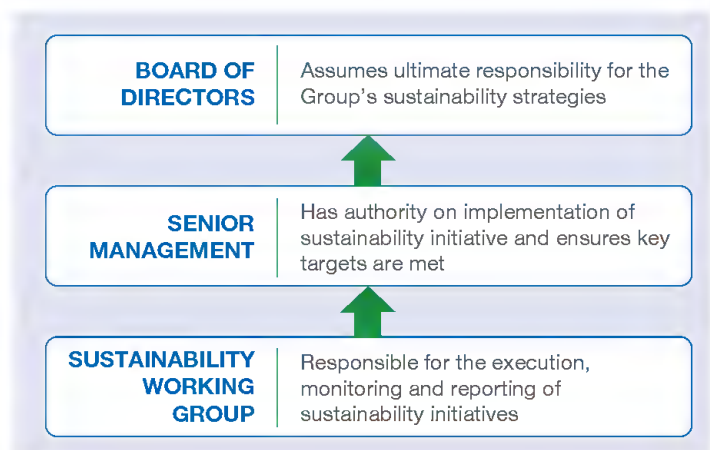 BOARD OF
DIRECTORS
Assumes ultimate responsibility for the
Group's sustainability strategies
SENIOR
MANAGEMENT
Has authority on implementation of
sustainability initiative and ensures key
targets are met
SUSTAINABILITY
WORKING
GROUP
Responsible for the execution,
monitoring and reporting of
sustainability initiatives